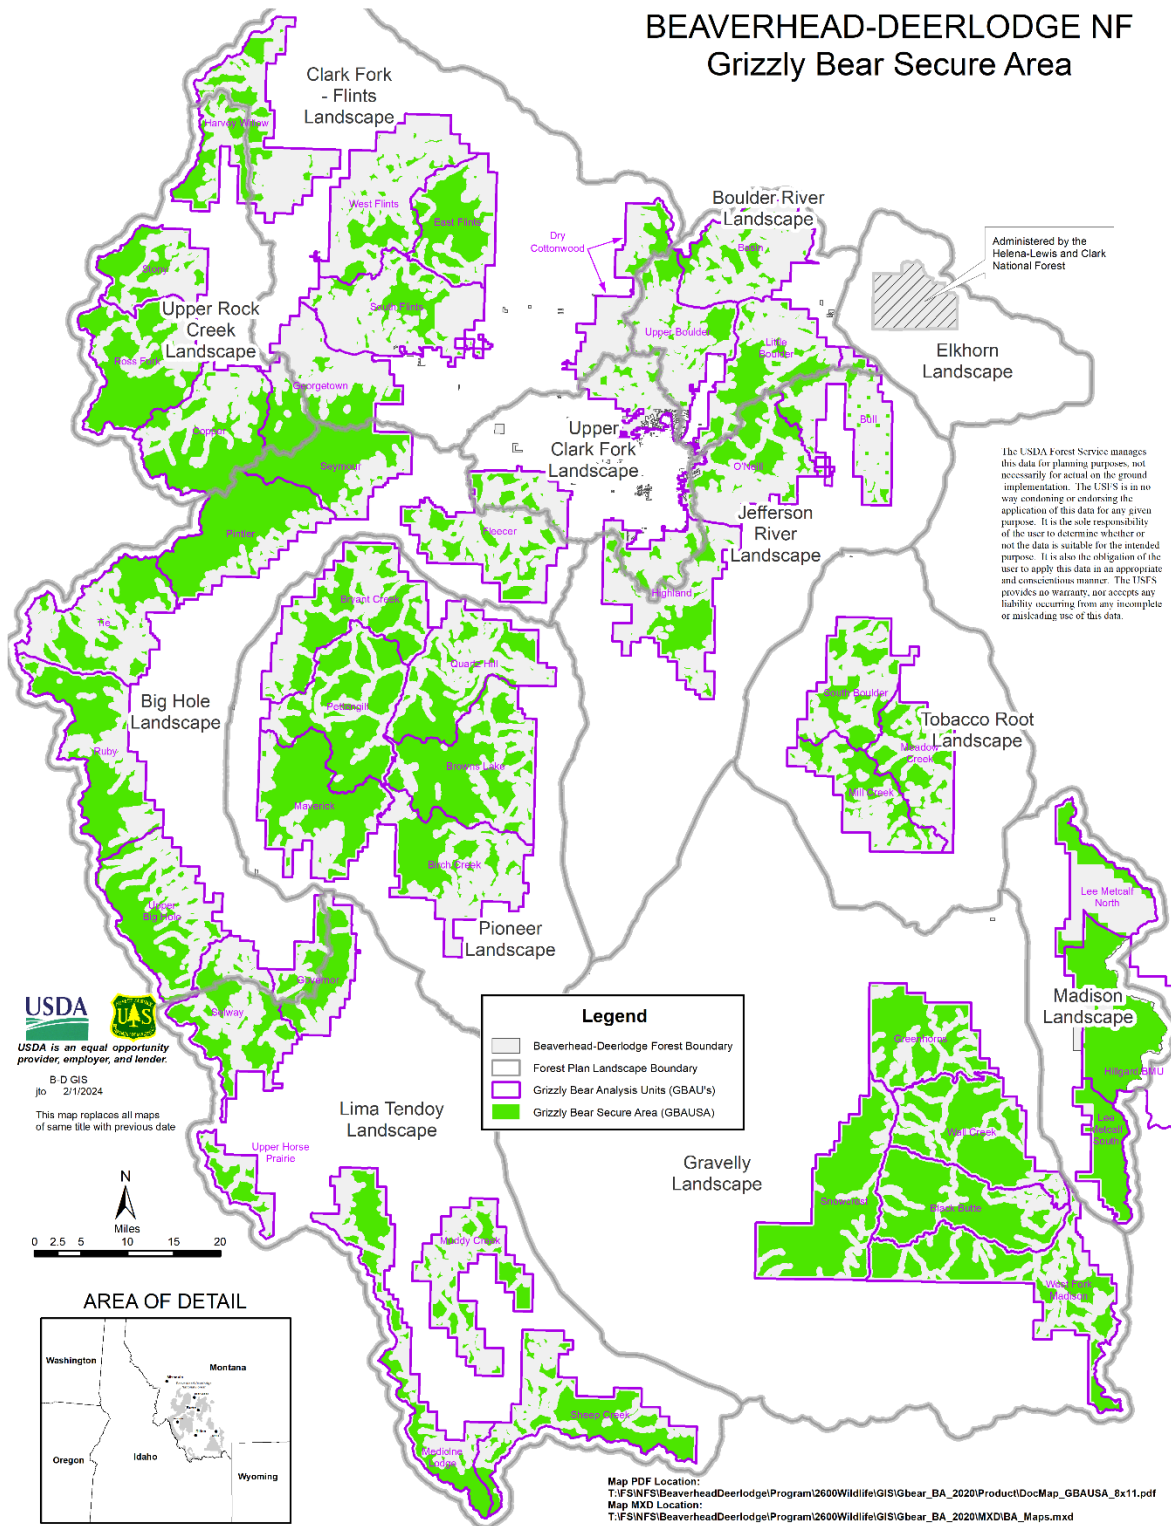 BEAVERHEAD-DEERLODGE NF
Grizzly Bear Secure Area
Clark Fork
- Flints
Landscape
Harvey Willow
West Flints
East Flints
Boulder River
Landscape
Basin
Dry
Cottonwood
Administered by the
Helena-Lewis and Clark
National Forest
Stony
Upper Rock
Creek
Landscape
South Flints
Upper Boulder
Little
Boulder
Elkhorn
Landscape
Ross Fork
Georgetown
Copper
Bull
Upper
Clark Fork
Landscape
Seymour
O'Neill
The USDA Forest Service manages
this data for planning purposes, not
necessarily for actual on the ground
implementation. The USFS is in no
way condoning or endorsing the
application of this data for any given
purpose. It is the sole responsibility
of the user to determine whether or
not the data is suitable for the intended
purpose. It is also the obligation of the
user to apply this data in an appropriate
and conscientious manner. The USFS
provides no warranty, nor accepts any
liability occurring from any incomplete
or misleading use of this data.
Jefferson
River
Landscape
Pintler
Fleecer
Highland
Bryant Creek
Tie
Quartz Hill
Big Hole
Landscape
Pettengill
South Boulder
Tobacco Root
Landscape
Meadow
Creek
Ruby
Browns Lake
Maverick
Mill Creek
Birch Creek
Lee Metcalf
North
Upper
Big Hole
Pioneer
Landscape
Governor
Selway
Madison
Landscape
USDA
FOREST SERVICE
U S
DEPARTMENT OF AGRICULTURE
USDA is an equal opportunity
provider, employer, and lender.
Legend
Beaverhead-Deerlodge Forest Boundary
Forest Plan Landscape Boundary
Grizzly Bear Analysis Units (GBAU's)
Grizzly Bear Secure Area (GBAUSA)
Greenhorns
Hillgard BMU
B-D GIS
jto 2/1/2024
This map replaces all maps
of same title with previous date
Lima Tendoy
Landscape
Upper Horse
Prairie
Wall Creek
Lee
Metcalf
South
Gravelly
Landscape
Snowcrest
Black Butte
N
Miles
0 2.5 5 10 15 20
Muddy Creek
West Fork
Madison
AREA OF DETAIL
Washington
Montana
Oregon
Idaho
Wyoming
Sheep Creek
Medicine
Lodge
Map PDF Location:
T:\FS\NFS\BeaverheadDeerlodge\Program\2600Wildlife\GIS\Gbear_BA_2020\Product\DocMap_GBAUSA_8x11.pdf
Map MXD Location:
T:\FS\NFS\BeaverheadDeerlodge\Program\2600Wildlife\GIS\Gbear_BA_2020\MXD\BA_Maps.mxd